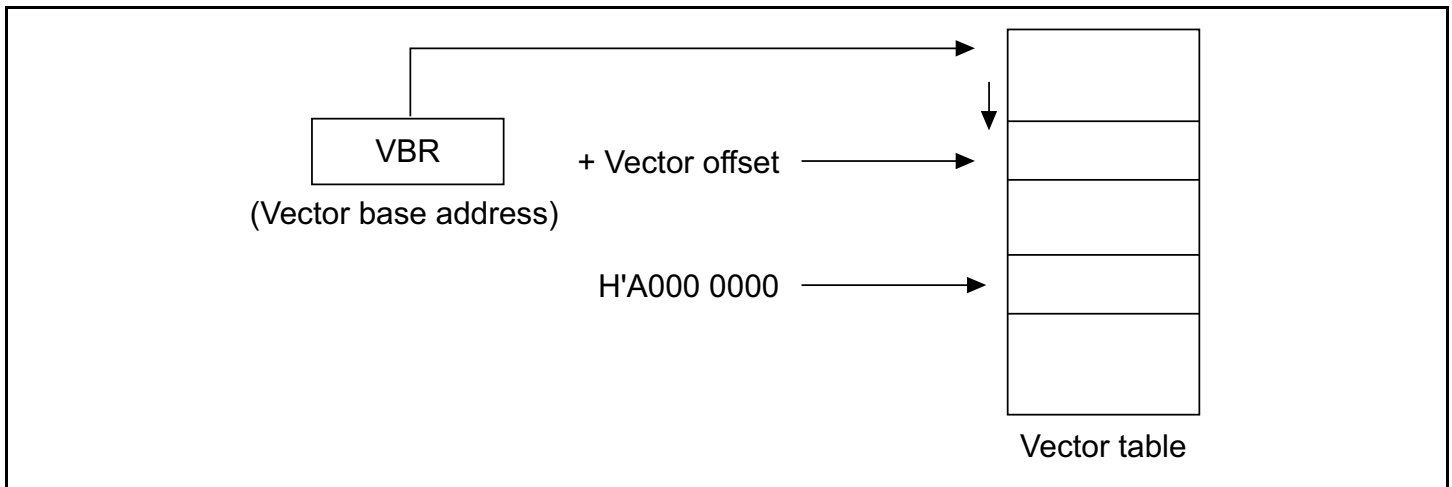 VBR
+ Vector offset
(Vector base address)
H'A000 0000
Vector table